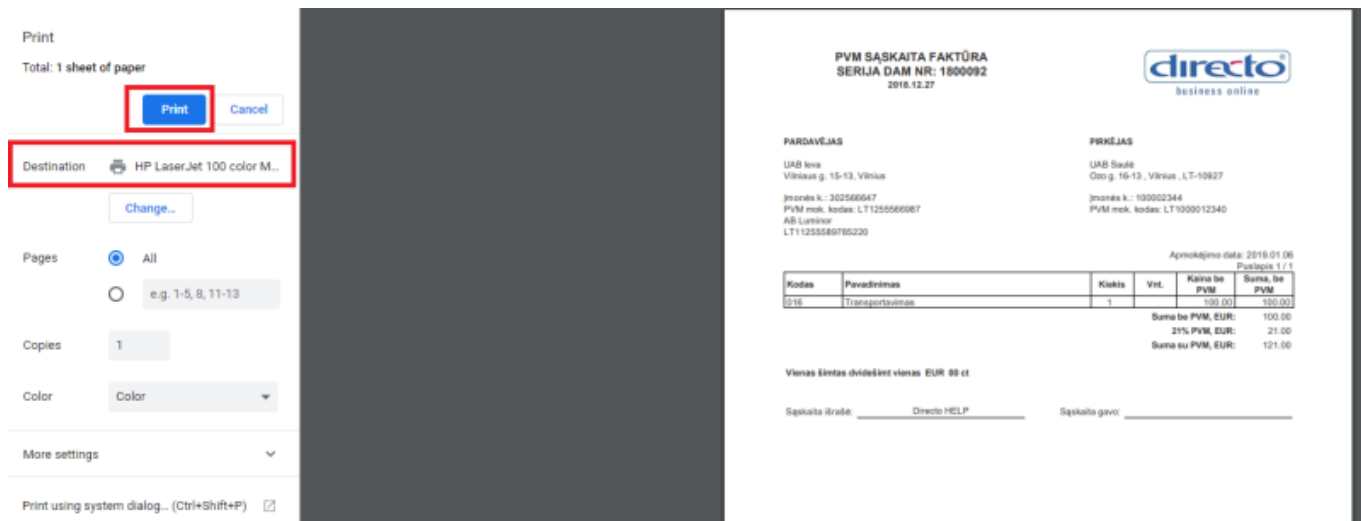 Print
Total: 1 sheet of paper
Print Cancel
Destination HP LaserJet 100 color M...
Change...
Pages All
e.g. 1-5, 8, 11-13
Copies 1
Color Color
More settings
Print using system dialog... (Ctrl+Shift+P)
PVM SĄSKAITA FAKTŪRA
SERIJA DAM NR: 1800092
2018.12.27
directo
business online
PARDAVĖJAS
UAB Ieva
Vilniaus g. 15-13, Vilnius
Įmonės k.: 302566647
PVM mok. kodas: LT1255566987
AB Luminor
LT11255589785220
PIRKĖJAS
UAB Saulė
Ozo g. 16-13 , Vilnius , LT-10927
Įmonės k.: 100002344
PVM mok. kodas: LT1000012340
Apmokėjimo data: 2019.01.06
Puslapis 1 / 1
Kodas Pavadinimas Kiekis Vnt. Kaina be PVM Suma, be PVM
016 Transportavimas 1 100.00 100.00
Suma be PVM, EUR: 100.00
21% PVM, EUR: 21.00
Suma su PVM, EUR: 121.00
Vienas šimtas dvidešimt vienas EUR 00 ct
Sąskaita išrašė: Directo HELP Sąskaita gavo: